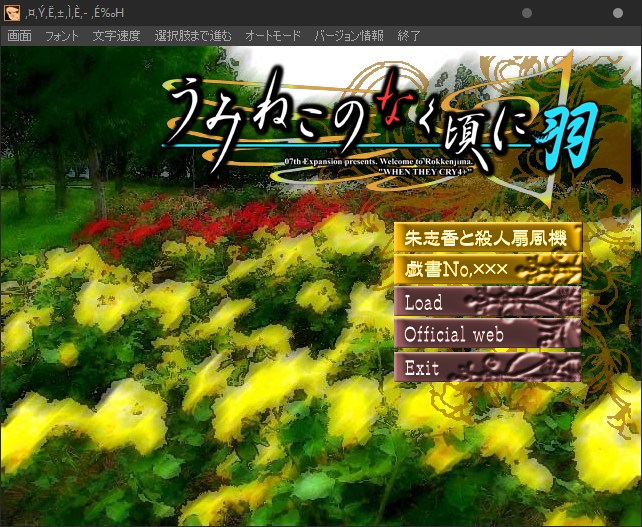 ‚¤‚Ý‚Ë‚±‚Ì‚È‚- ‚É‰H
画面 フォント 文字速度 選択肢まで進む オートモード バージョン情報 終了
うみねこのなく頃に羽
07th Expansion presents. Welcome to Rokkenjima.
"WHEN THEY CRY4+"
朱志香と殺人扇風機
戯書No,×××
Load
Official web
Exit